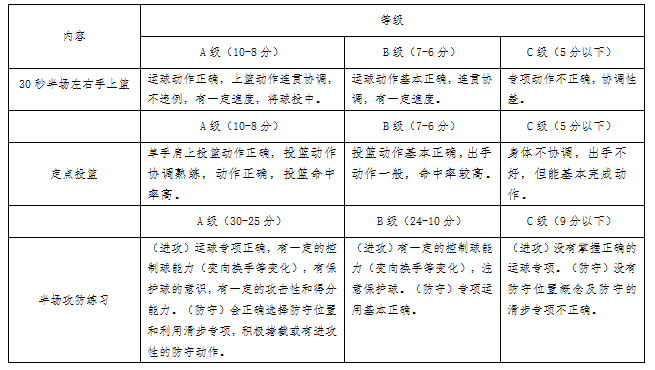 内容
等级
A 级（10-8 分）
B 级（7-6 分）
C 级（5 分以下）
30 秒半场左右手上篮
运球动作正确，上篮动作连贯协调，
不违例，有一定速度，将球投中。
运球动作基本正确，连贯协
调，有一定速度。
专项动作不正确，协调性
差。
A 级（10-8 分）
B 级（7-6 分）
C 级（5 分以下）
定点投篮
单手肩上投篮动作正确，投篮动作
协调熟练，动作正确，投篮命中
率高。
投篮动作基本正确，出手
动作一般，命中率较高。
身体不协调，出手不
好，但能基本完成动
作。
A 级（30-25 分）
B 级（24-10 分）
C 级（9 分以下）
半场攻防练习
（进攻）运球专项正确，有一定的控
制球能力（变向换手等变化），有保
护球的意识，有一定的攻击性和得分
能力。（防守）会正确选择防守位置
和利用滑步专项，积极堵截或有进攻
性的防守动作。
（进攻）有一定的控制球能
力（变向换手等变化），注
意保护球。（防守）专项运
用基本正确。
（进攻）没有掌握正确的
运球专项。（防守）没有
防守位置概念及防守的
滑步专项不正确。